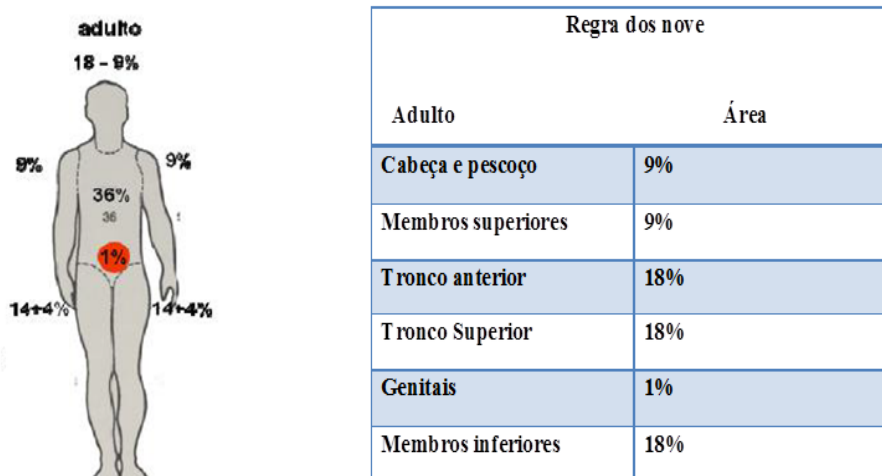 adulto
18 - 9%
9%
9%
36%
36
1%
14+4%
14+4%
Regra dos nove
Adulto Área
Cabeça e pescoço 9%
Membros superiores 9%
Tronco anterior 18%
Tronco Superior 18%
Genitais 1%
Membros inferiores 18%